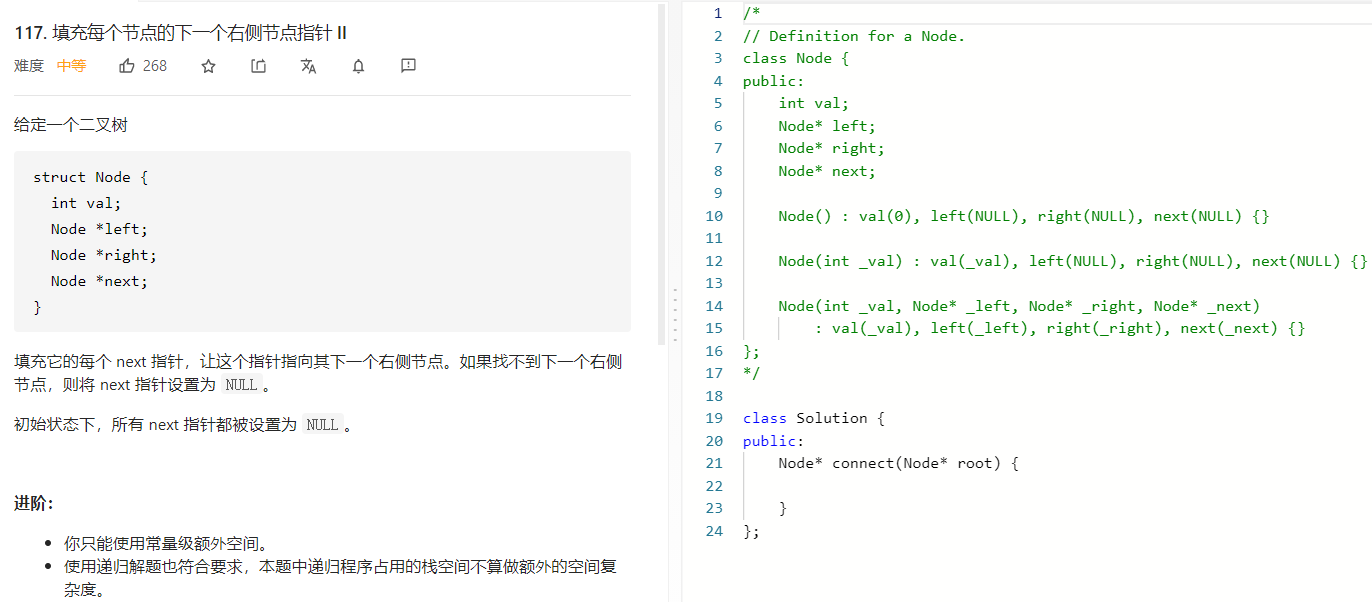 117. 填充每个节点的下一个右侧节点指针 II
难度 中等 268
给定一个二叉树
struct Node {
  int val;
  Node *left;
  Node *right;
  Node *next;
}
填充它的每个 next 指针，让这个指针指向其下一个右侧节点。如果找不到下一个右侧
节点，则将 next 指针设置为 NULL 。
初始状态下，所有 next 指针都被设置为 NULL 。
进阶：
• 你只能使用常量级额外空间。
• 使用递归解题也符合要求，本题中递归程序占用的栈空间不算做额外的空间复
杂度。
1 /*
2 // Definition for a Node.
3 class Node {
4 public:
5     int val;
6     Node* left;
7     Node* right;
8     Node* next;
9
10     Node() : val(0), left(NULL), right(NULL), next(NULL) {}
11
12     Node(int _val) : val(_val), left(NULL), right(NULL), next(NULL) {}
13
14     Node(int _val, Node* _left, Node* _right, Node* _next)
15         : val(_val), left(_left), right(_right), next(_next) {}
16 };
17 */
18
19 class Solution {
20 public:
21     Node* connect(Node* root) {
22
23     }
24 };